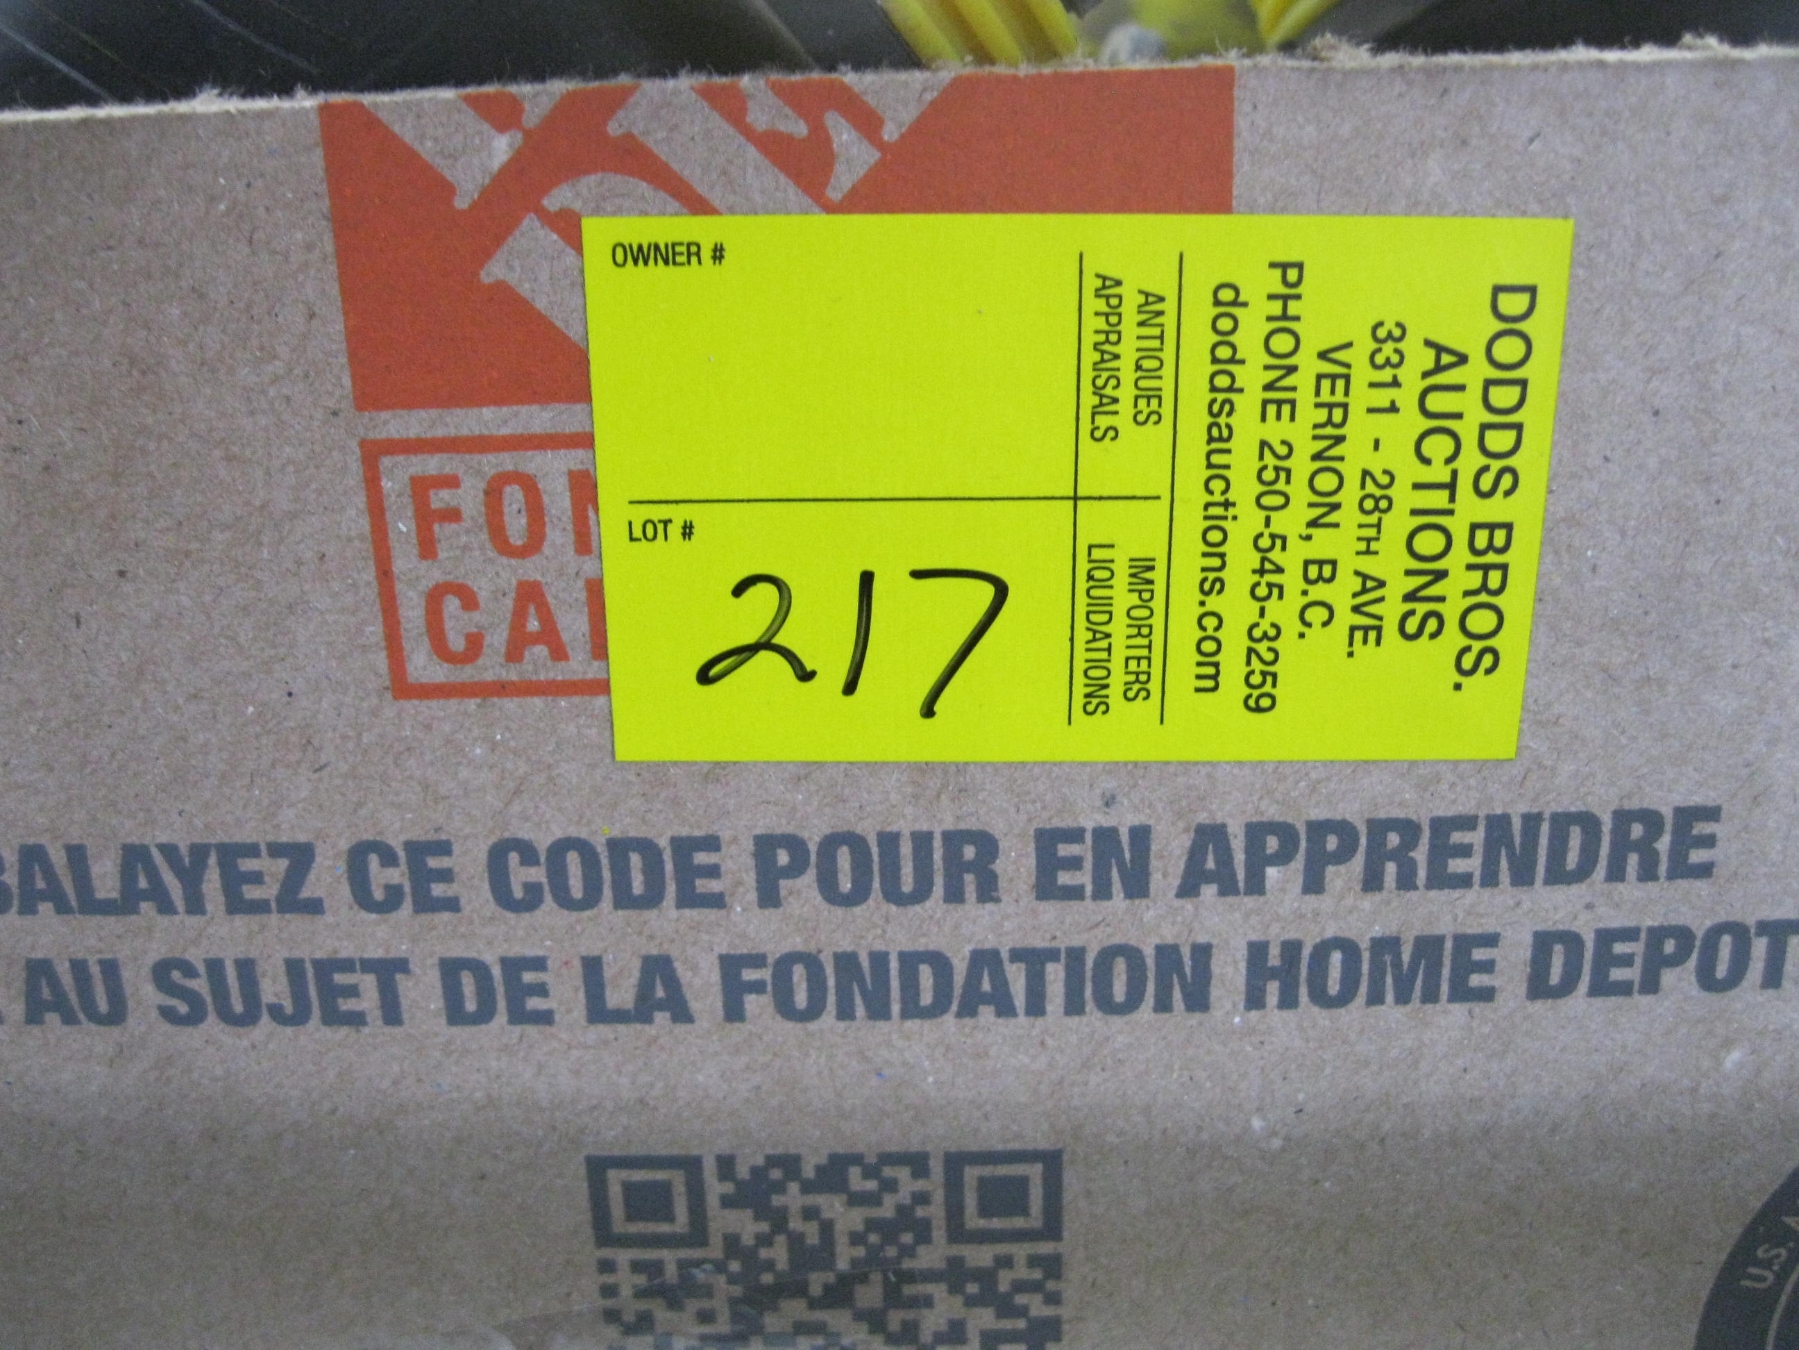 OWNER #
LOT #
217
ANTIQUES
APPRAISALS
IMPORTERS
LIQUIDATIONS
DODDS BROS.
AUCTIONS
3311 - 28TH AVE.
VERNON, B.C.
PHONE 250-545-3259
doddsauctions.com
BALAYEZ CE CODE POUR EN APPRENDRE
AU SUJET DE LA FONDATION HOME DEPOT
U.S.